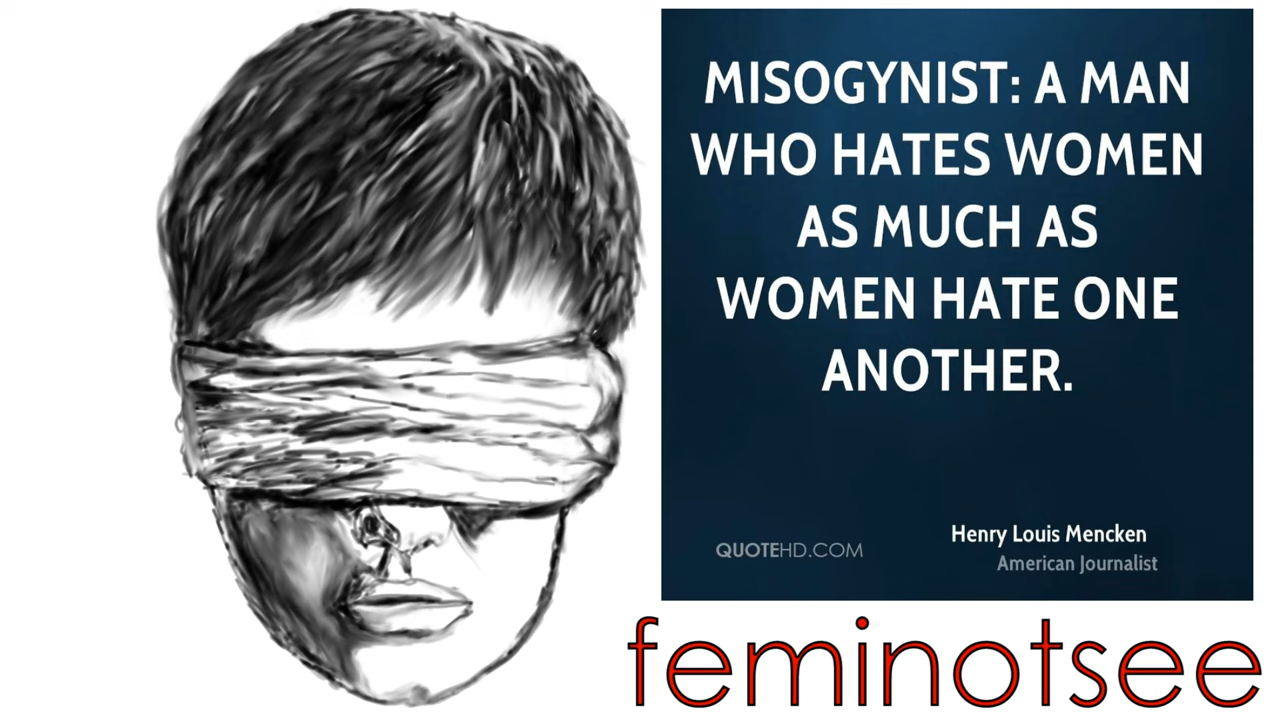 MISOGYNIST: A MAN
WHO HATES WOMEN
AS MUCH AS
WOMEN HATE ONE
ANOTHER.
Henry Louis Mencken
QUOTEHD.COM
American Journalist
feminotsee